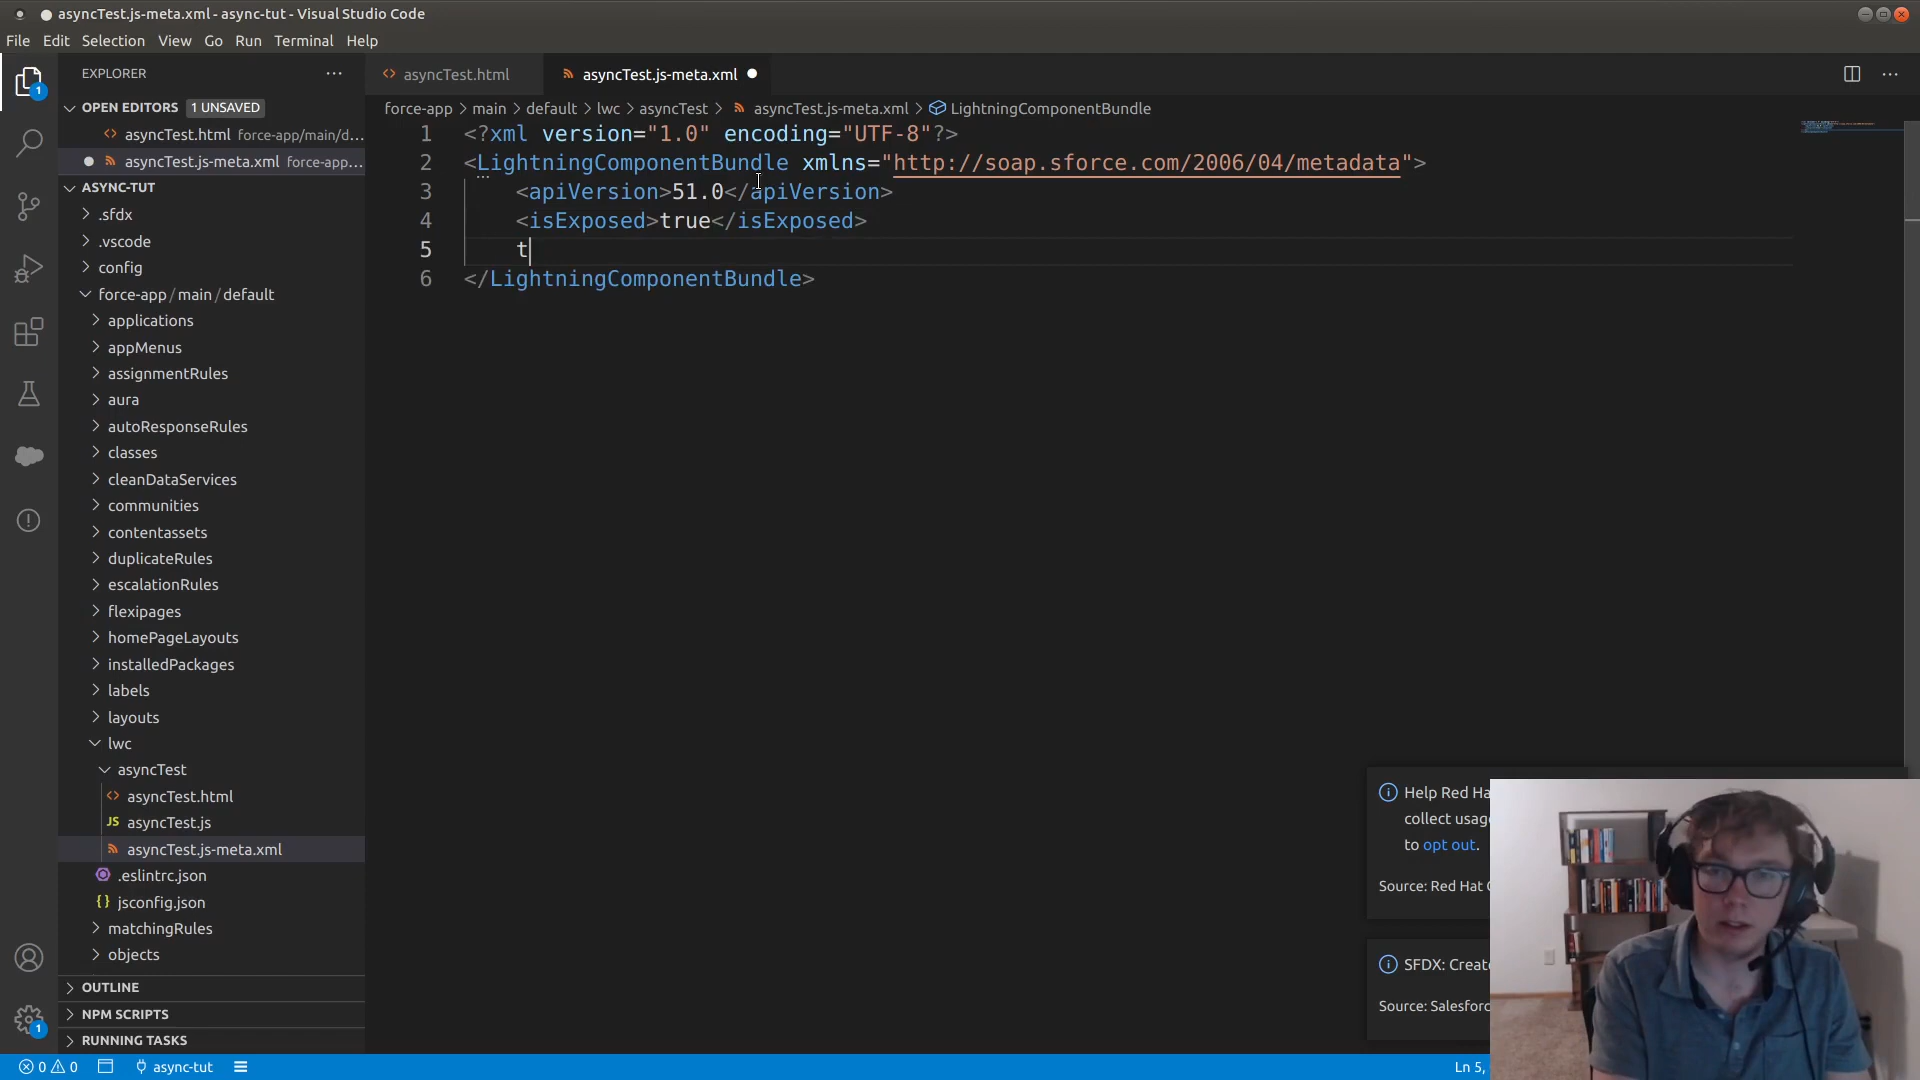 asyncTest.js-meta.xml - async-tut - Visual Studio Code
File Edit Selection View Go Run Terminal Help
EXPLORER
OPEN EDITORS 1 UNSAVED
asyncTest.html force-app/main/d...
asyncTest.js-meta.xml force-app...
ASYNC-TUT
.sfdx
.vscode
config
force-app/main/default
applications
appMenus
assignmentRules
aura
autoResponseRules
classes
cleanDataServices
communities
contentassets
duplicateRules
escalationRules
flexipages
homePageLayouts
installedPackages
labels
layouts
lwc
asyncTest
asyncTest.html
JS asyncTest.js
asyncTest.js-meta.xml
.eslintrc.json
{} jsconfig.json
matchingRules
objects
OUTLINE
NPM SCRIPTS
RUNNING TASKS
1
1
asyncTest.html asyncTest.js-meta.xml
force-app > main > default > lwc > asyncTest > asyncTest.js-meta.xml > LightningComponentBundle
1 <?xml version="1.0" encoding="UTF-8"?>
2 <LightningComponentBundle xmlns="http://soap.sforce.com/2006/04/metadata">
3 <apiVersion>51.0</apiVersion>
4 <isExposed>true</isExposed>
5 t
6 </LightningComponentBundle>
Help Red Ha
collect usag
to opt out.
Source: Red Hat
SFDX: Creat
Source: Salesforc
0 0 async-tut Ln 5,